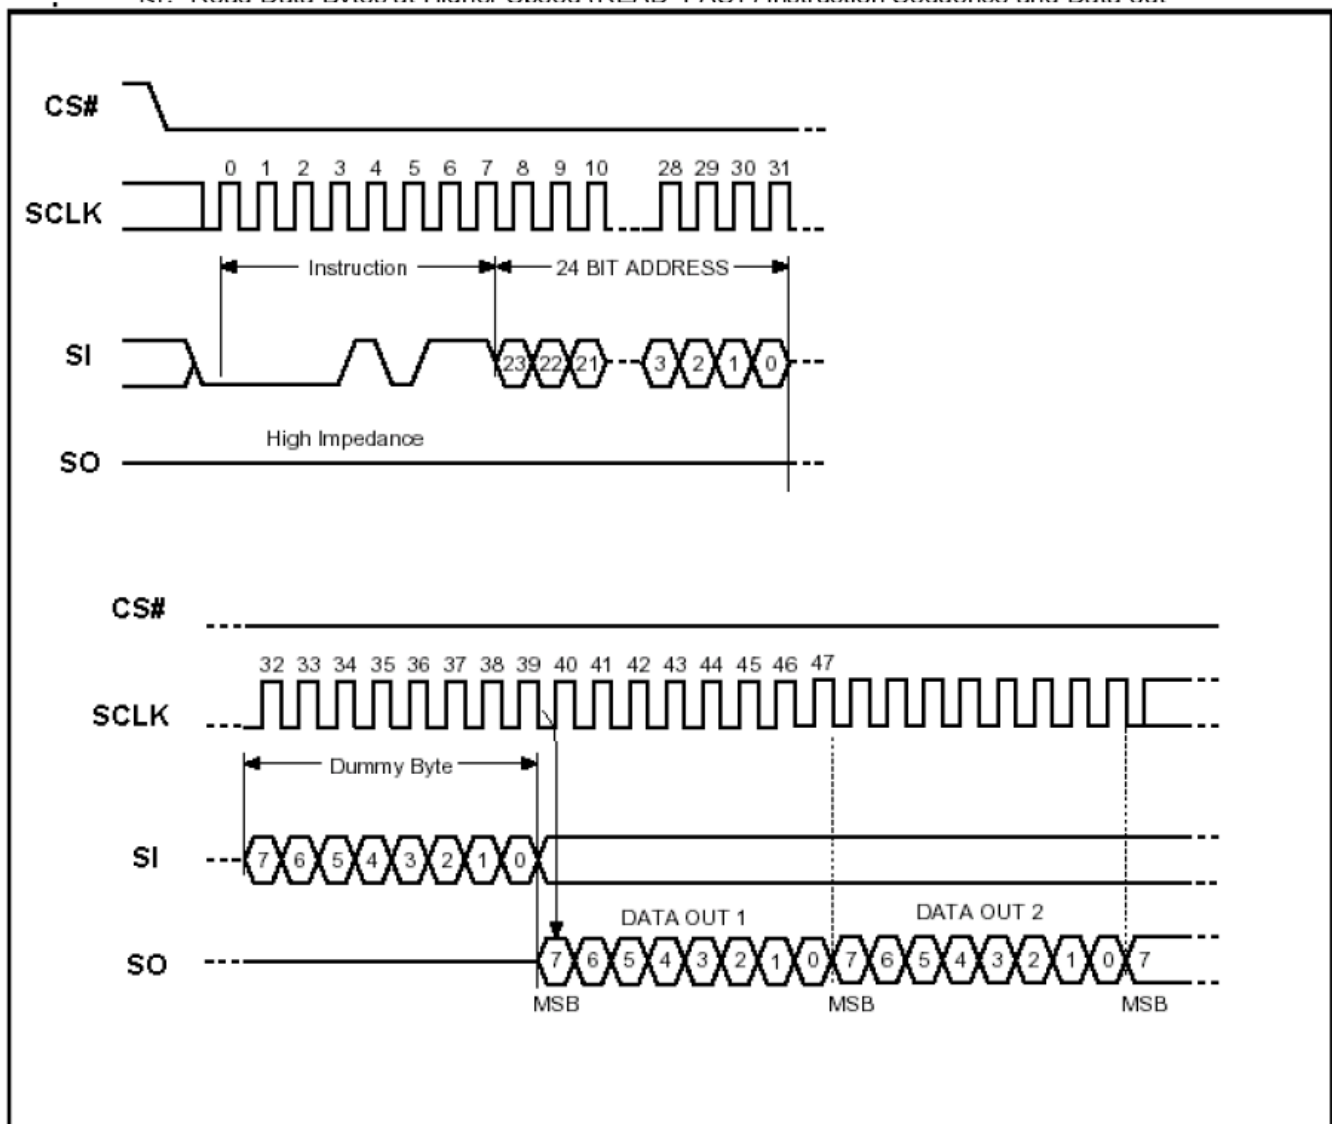 CS#
0 1 2 3 4 5 6 7 8 9 10 28 29 30 31
SCLK
Instruction 24 BIT ADDRESS
SI 23 22 21 3 2 1 0
High Impedance
SO
CS#
32 33 34 35 36 37 38 39 40 41 42 43 44 45 46 47
SCLK
Dummy Byte
SI 7 6 5 4 3 2 1 0
DATA OUT 1 DATA OUT 2
SO 7 6 5 4 3 2 1 0 7 6 5 4 3 2 1 0 7
MSB MSB MSB